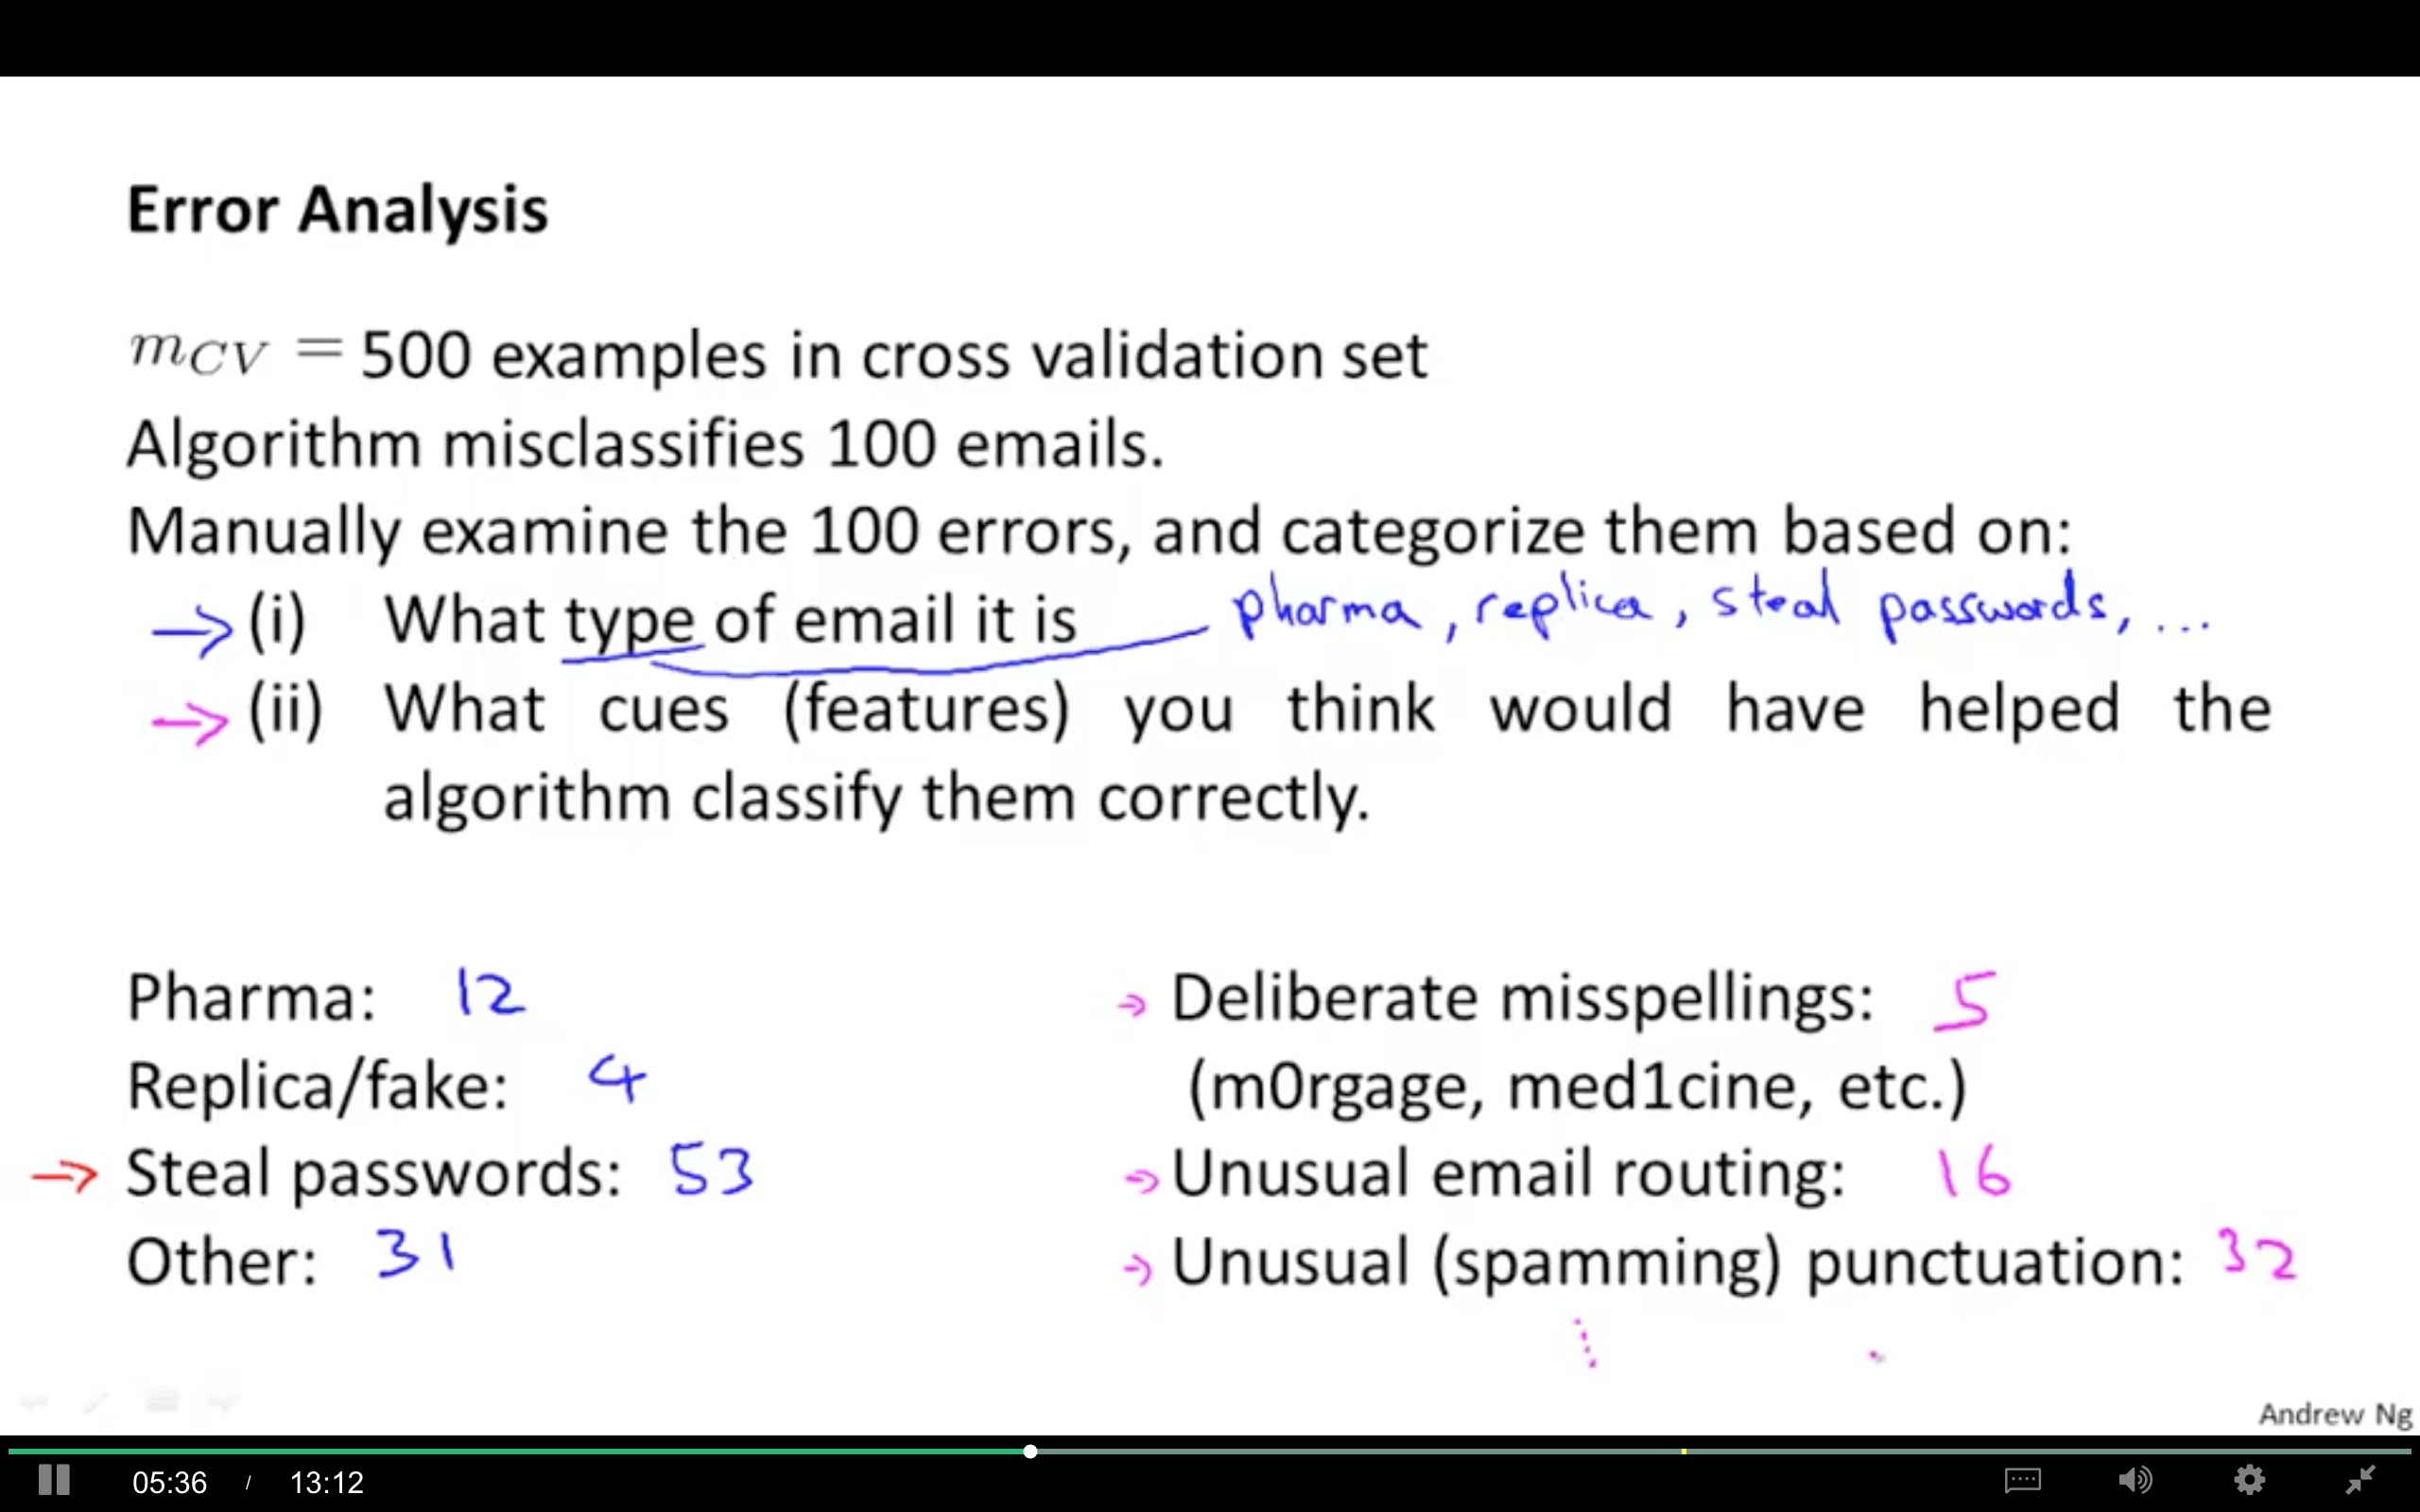 Error Analysis
mCV = 500 examples in cross validation set
Algorithm misclassifies 100 emails.
Manually examine the 100 errors, and categorize them based on:
→ (i) What type of email it is pharma, replica, steal passwords, ...
→ (ii) What cues (features) you think would have helped the
algorithm classify them correctly.
Pharma: 12
Replica/fake: 4
→ Steal passwords: 53
Other: 31
→ Deliberate misspellings: 5
(m0rgage, med1cine, etc.)
→ Unusual email routing: 16
→ Unusual (spamming) punctuation: 32
Andrew Ng
05:36 / 13:12